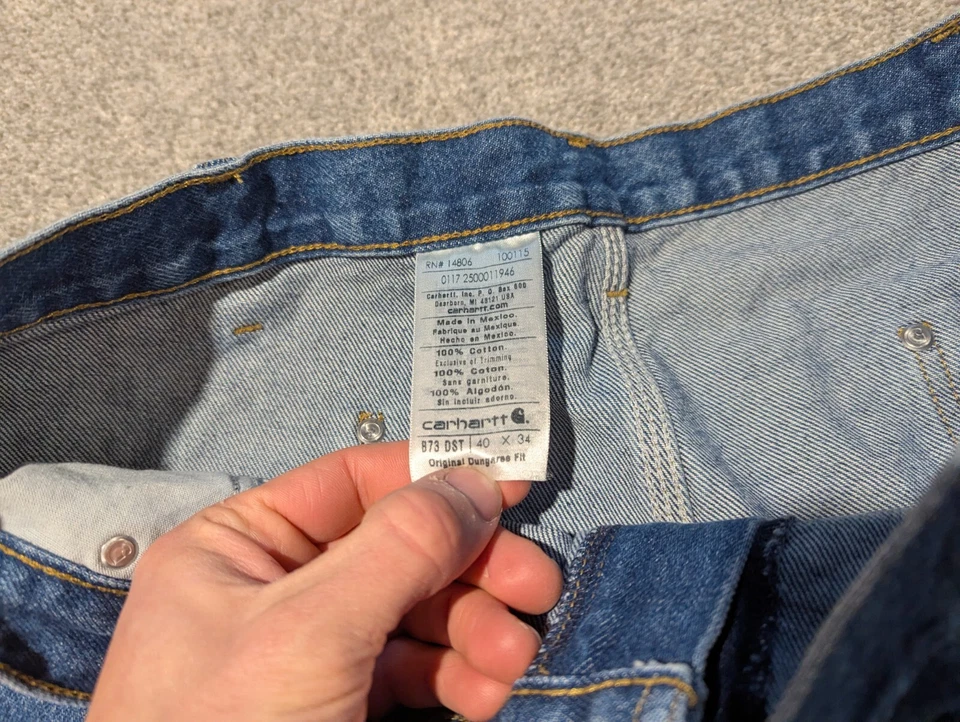 RN# 14806 100115
0117 2500011946
Carhartt, Inc. P. O. Box 600
Dearborn, MI 48121 USA
carhartt.com
Made in Mexico.
Fabrique au Mexique.
Hecho en Mexico.
100% Cotton.
Exclusive of Trimming
100% Coton.
Sans garniture.
100% Algodon.
Sin incluir adorno.
carhartt
B73 DST 40 X 34
Original Dungaree Fit